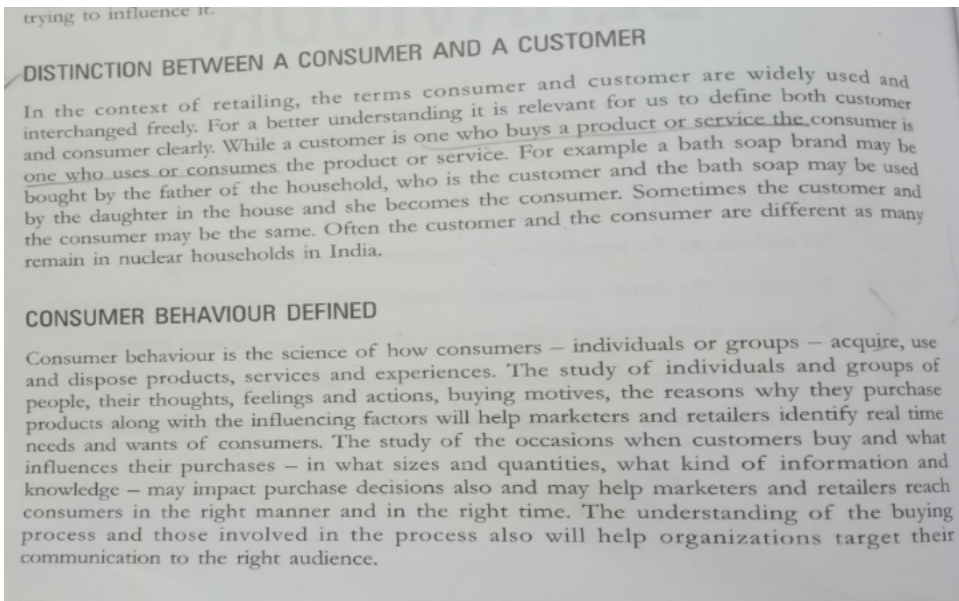 trying to influence it.
DISTINCTION BETWEEN A CONSUMER AND A CUSTOMER
In the context of retailing, the terms consumer and customer are widely used and
interchanged freely. For a better understanding it is relevant for us to define both customer
and consumer clearly. While a customer is one who buys a product or service the consumer is
one who uses or consumes the product or service. For example a bath soap brand may be
bought by the father of the household, who is the customer and the bath soap may be used
by the daughter in the house and she becomes the consumer. Sometimes the customer and
the consumer may be the same. Often the customer and the consumer are different as many
remain in nuclear households in India.
CONSUMER BEHAVIOUR DEFINED
Consumer behaviour is the science of how consumers – individuals or groups – acquire, use
and dispose products, services and experiences. The study of individuals and groups of
people, their thoughts, feelings and actions, buying motives, the reasons why they purchase
products along with the influencing factors will help marketers and retailers identify real time
needs and wants of consumers. The study of the occasions when customers buy and what
influences their purchases – in what sizes and quantities, what kind of information and
knowledge – may impact purchase decisions also and may help marketers and retailers reach
consumers in the right manner and in the right time. The understanding of the buying
process and those involved in the process also will help organizations target their
communication to the right audience.